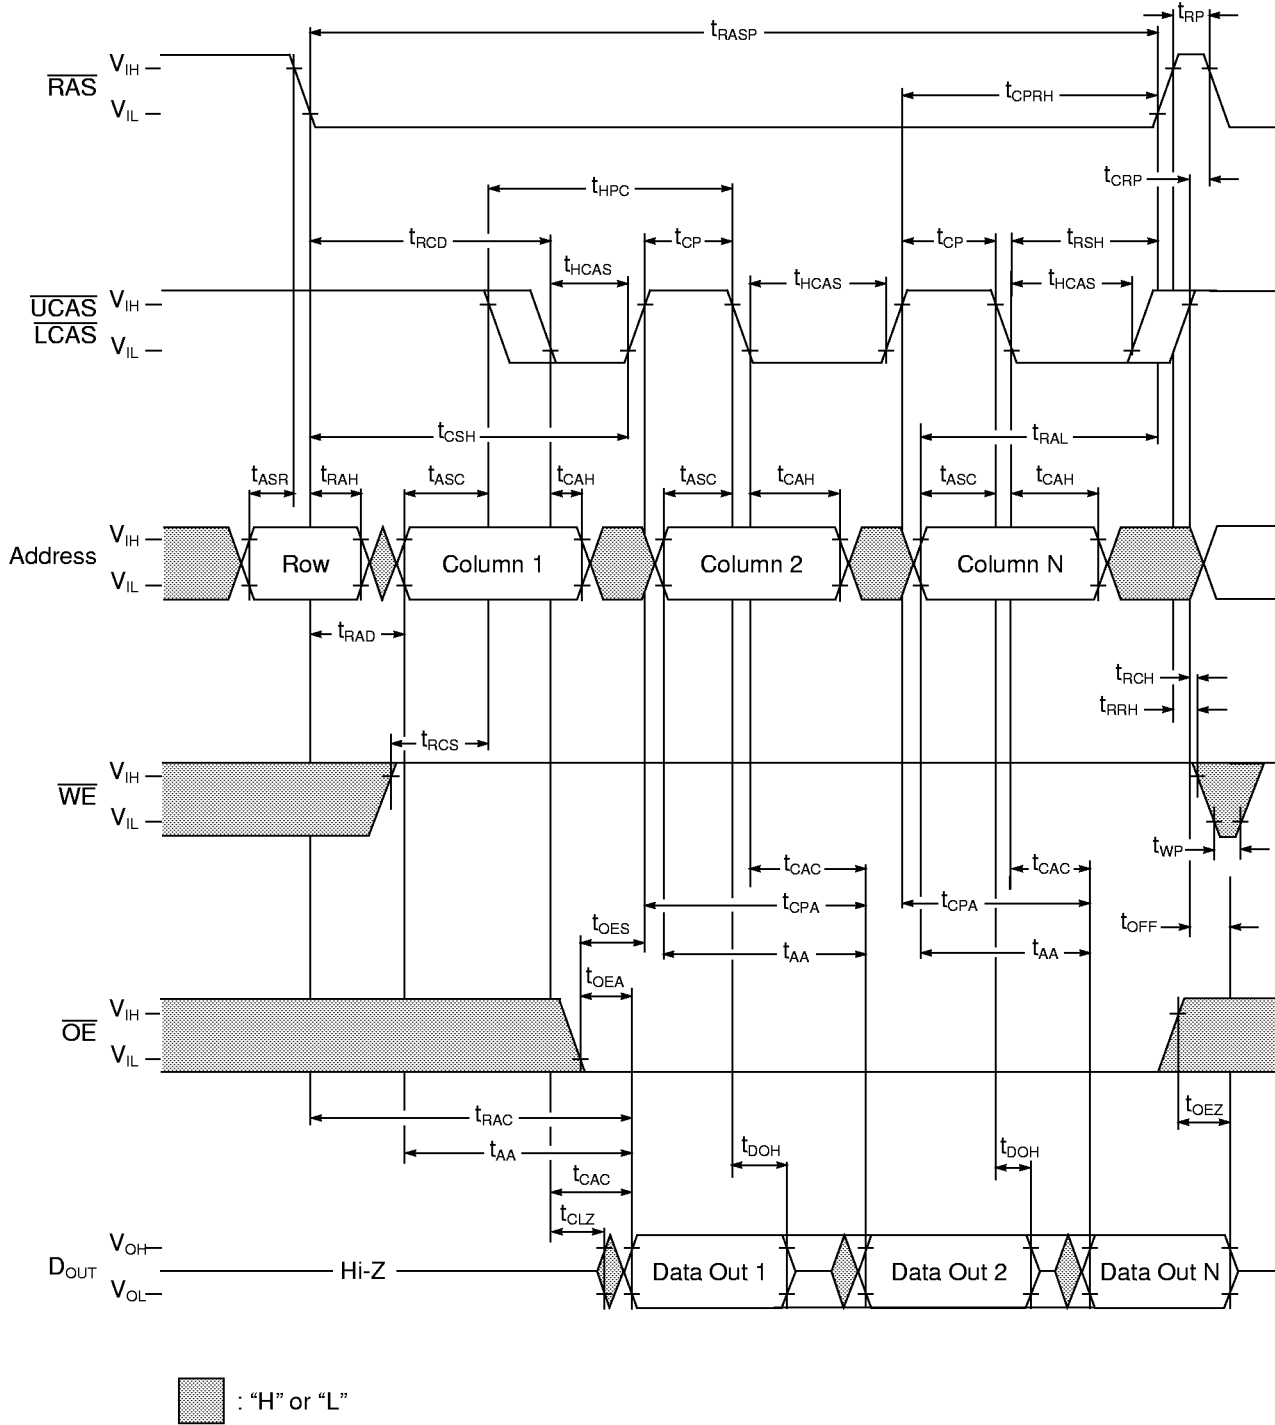 tRP
tRASP
VIH
RAS
VIL
tCPRH
tCRP
tHPC
tRCD
tCP
tCP
tRSH
tHCAS
tHCAS
tHCAS
UCAS
LCAS
VIH
VIL
tCSH
tRAL
tASR
tRAH
tASC
tCAH
tASC
tCAH
tASC
tCAH
Address
VIH
VIL
Row
Column 1
Column 2
Column N
tRAD
tRCH
tRRH
tRCS
VIH
WE
VIL
tWP
tCAC
tCAC
tCPA
tCPA
tOES
tOFF
tAA
tAA
tOEA
VIH
OE
VIL
tRAC
tOEZ
tAA
tDOH
tDOH
tCAC
tCLZ
VOH
DOUT
VOL
Hi-Z
Data Out 1
Data Out 2
Data Out N
: “H” or “L”